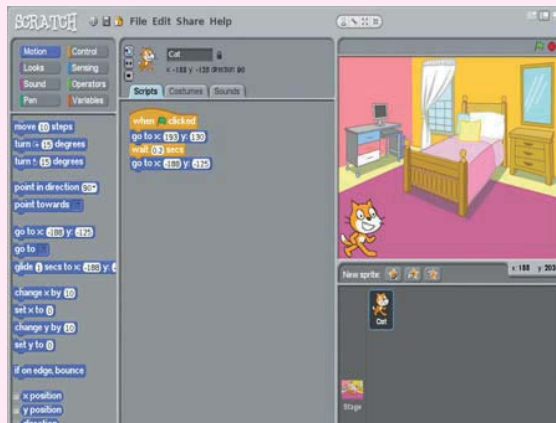 SCRATCH File Edit Share Help
Motion Control
Looks Sensing
Sound Operators
Pen Variables
Cat
x: -188 y: -125 direction: 90
Scripts Costumes Sounds
when clicked
go to x: 193 y: 130
wait 0.2 secs
go to x: -188 y: -125
move 10 steps
turn 15 degrees
turn 15 degrees
point in direction 90
point towards
go to x: -188 y: -125
go to
glide 1 secs to x: -188 y:
change x by 10
set x to 0
change y by 10
set y to 0
if on edge, bounce
x position
y position
direction
New sprite:
x: 188 y: 203
Cat
Stage